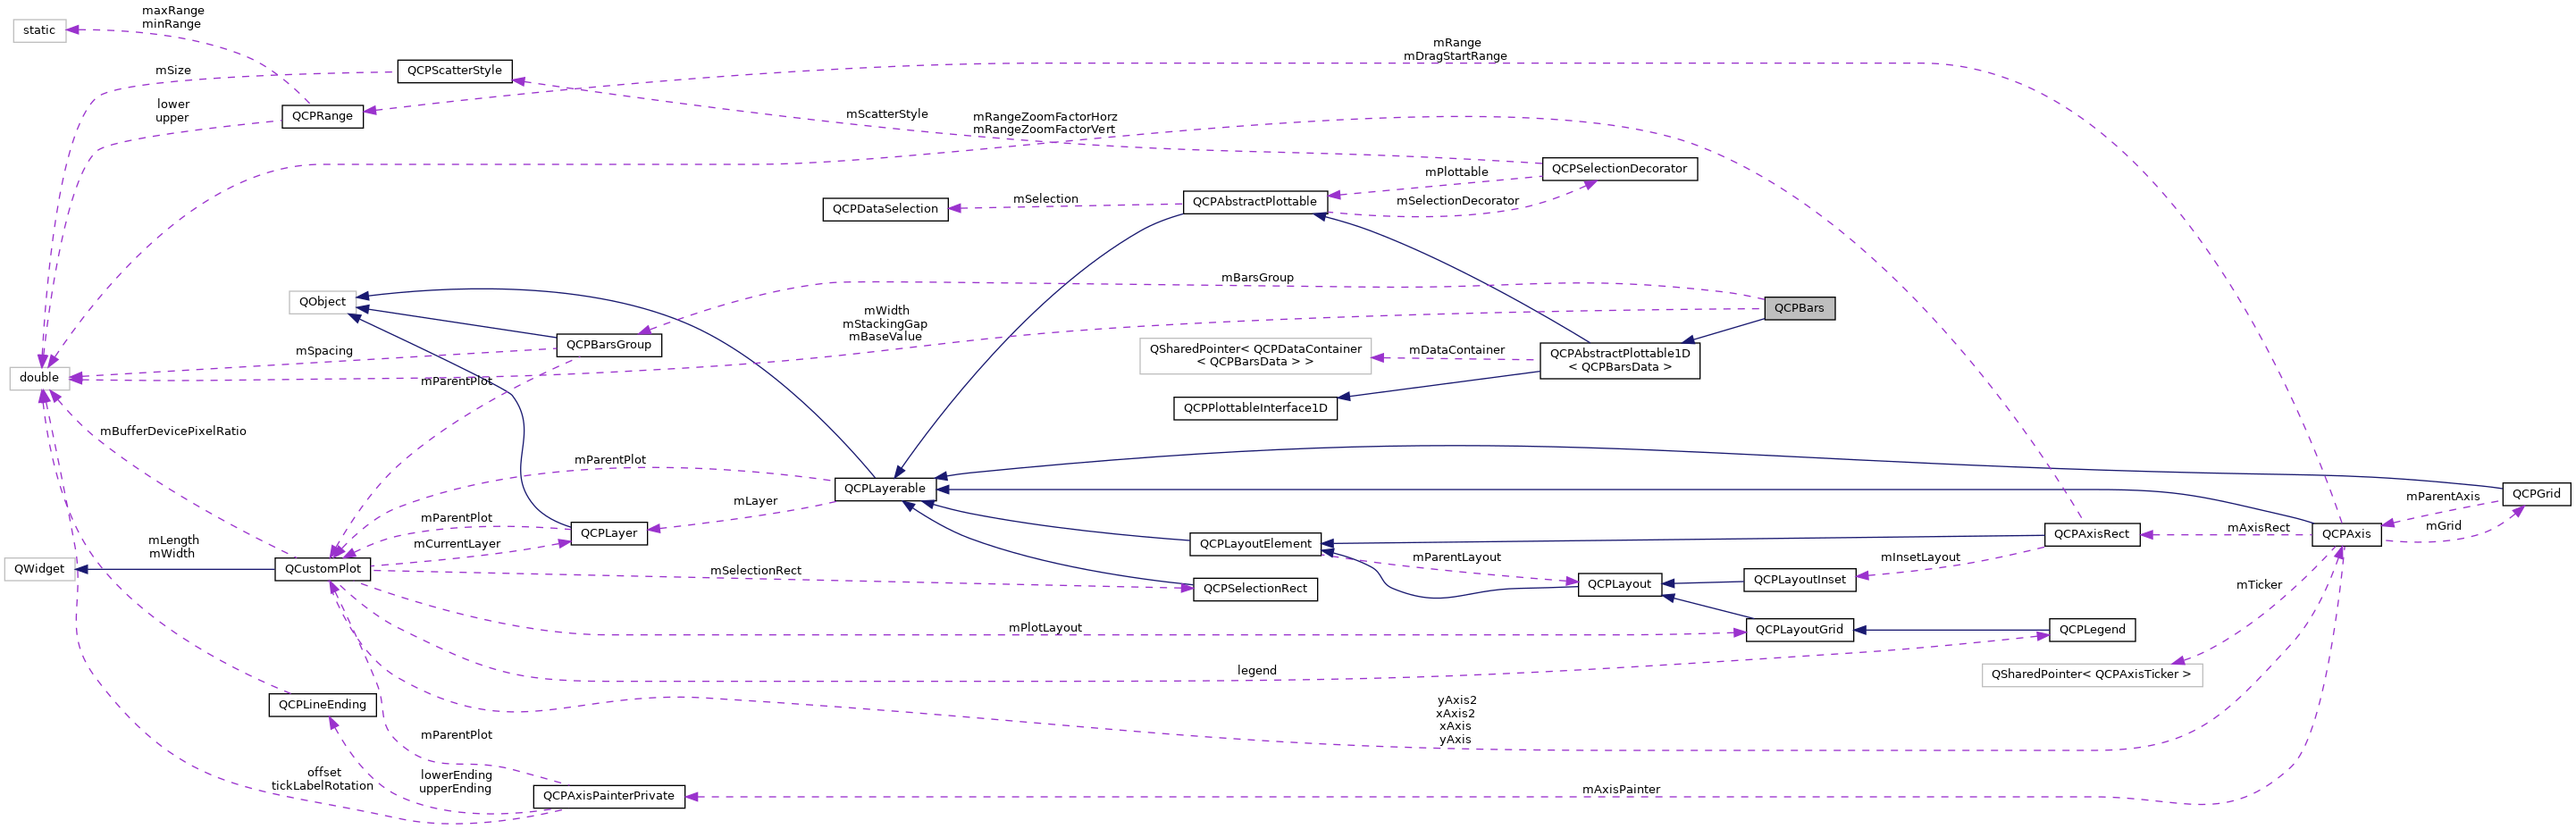 maxRange
minRange
static
mRange
mDragStartRange
mSize
QCPScatterStyle
lower
upper
QCPRange
mScatterStyle
mRangeZoomFactorHorz
mRangeZoomFactorVert
QCPSelectionDecorator
mPlottable
mSelection
QCPAbstractPlottable
mSelectionDecorator
QCPDataSelection
mBarsGroup
QObject
mWidth
mStackingGap
mBaseValue
QCPBars
QCPBarsGroup
mSpacing
QSharedPointer< QCPDataContainer
< QCPBarsData > >
mDataContainer
QCPAbstractPlottable1D
< QCPBarsData >
double
mParentPlot
QCPPlottableInterface1D
mBufferDevicePixelRatio
mParentPlot
QCPLayerable
mLayer
QCPGrid
mParentAxis
mParentPlot
mGrid
QCPLayer
mCurrentLayer
mLength
mWidth
QCPLayoutElement
mParentLayout
QCPAxisRect
mAxisRect
QCPAxis
mInsetLayout
QWidget
QCustomPlot
mSelectionRect
QCPSelectionRect
QCPLayout
QCPLayoutInset
mTicker
mPlotLayout
QCPLayoutGrid
QCPLegend
legend
QSharedPointer< QCPAxisTicker >
QCPLineEnding
yAxis2
xAxis2
xAxis
yAxis
mParentPlot
offset
tickLabelRotation
lowerEnding
upperEnding
QCPAxisPainterPrivate
mAxisPainter